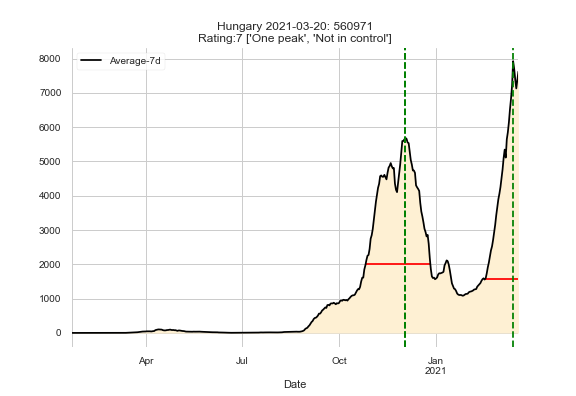 Hungary 2021-03-20: 560971
Rating:7 ['One peak', 'Not in control']
Average-7d
8000
7000
6000
5000
4000
3000
2000
1000
0
Apr
Jul
Oct
Jan
2021
Date